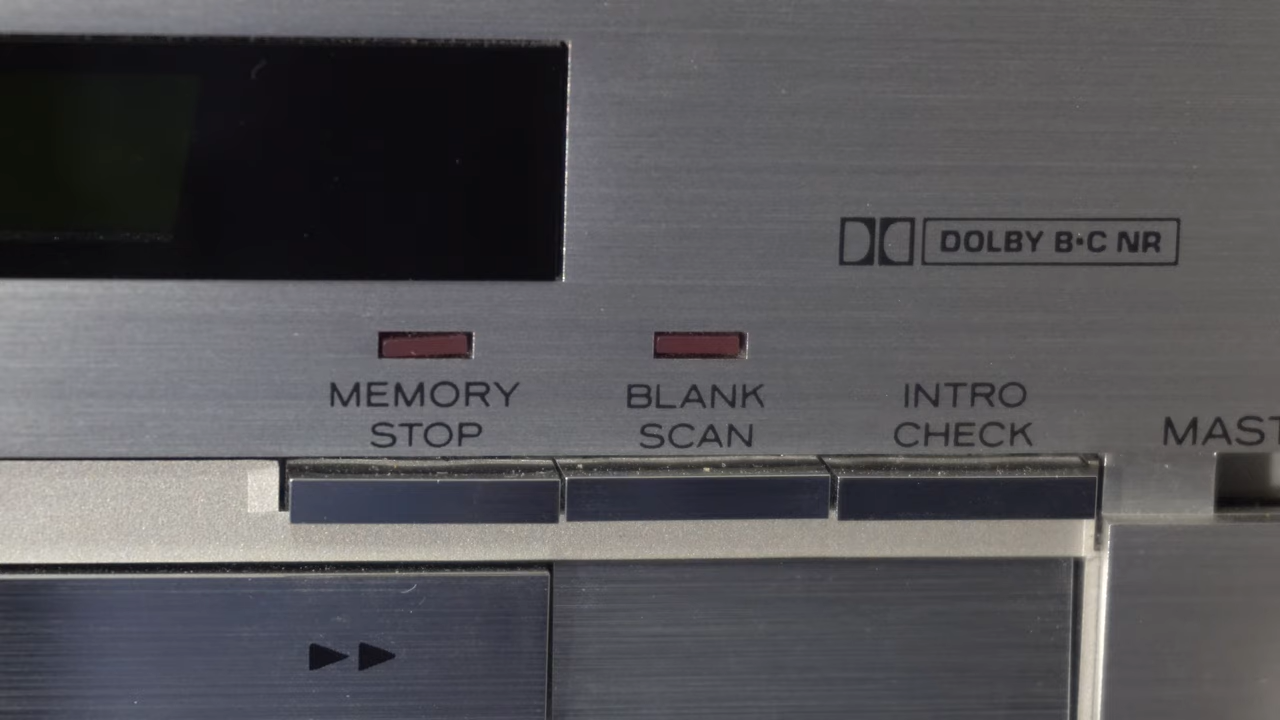 DOLBY B·C NR
MEMORY STOP
BLANK SCAN
INTRO CHECK